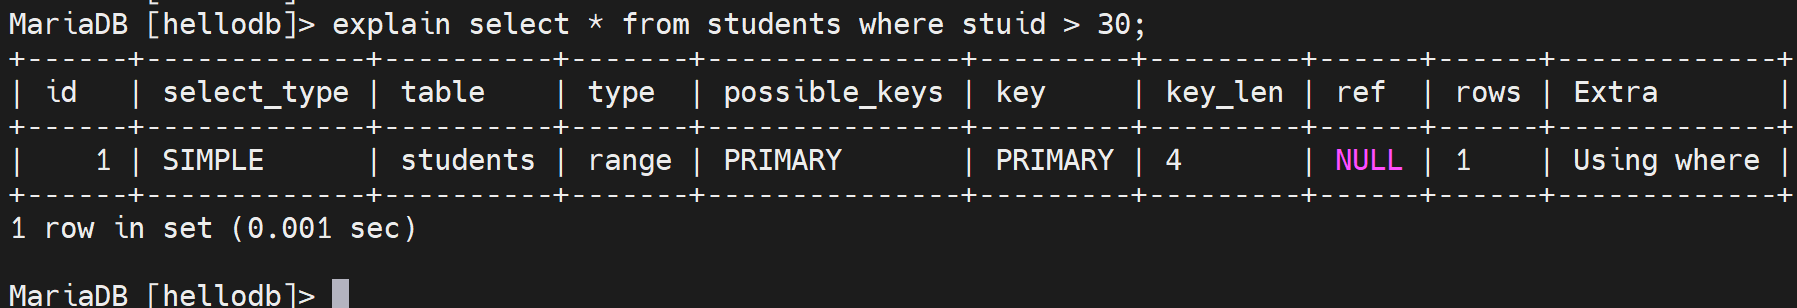 MariaDB [hellodb]> explain select * from students where stuid > 30;
+------+-------------+----------+-------+---------------+---------+---------+------+------+-------------+
| id   | select_type | table    | type  | possible_keys | key     | key_len | ref  | rows | Extra       |
+------+-------------+----------+-------+---------------+---------+---------+------+------+-------------+
|    1 | SIMPLE      | students | range | PRIMARY       | PRIMARY | 4       | NULL | 1    | Using where |
+------+-------------+----------+-------+---------------+---------+---------+------+------+-------------+
1 row in set (0.001 sec)
MariaDB [hellodb]>